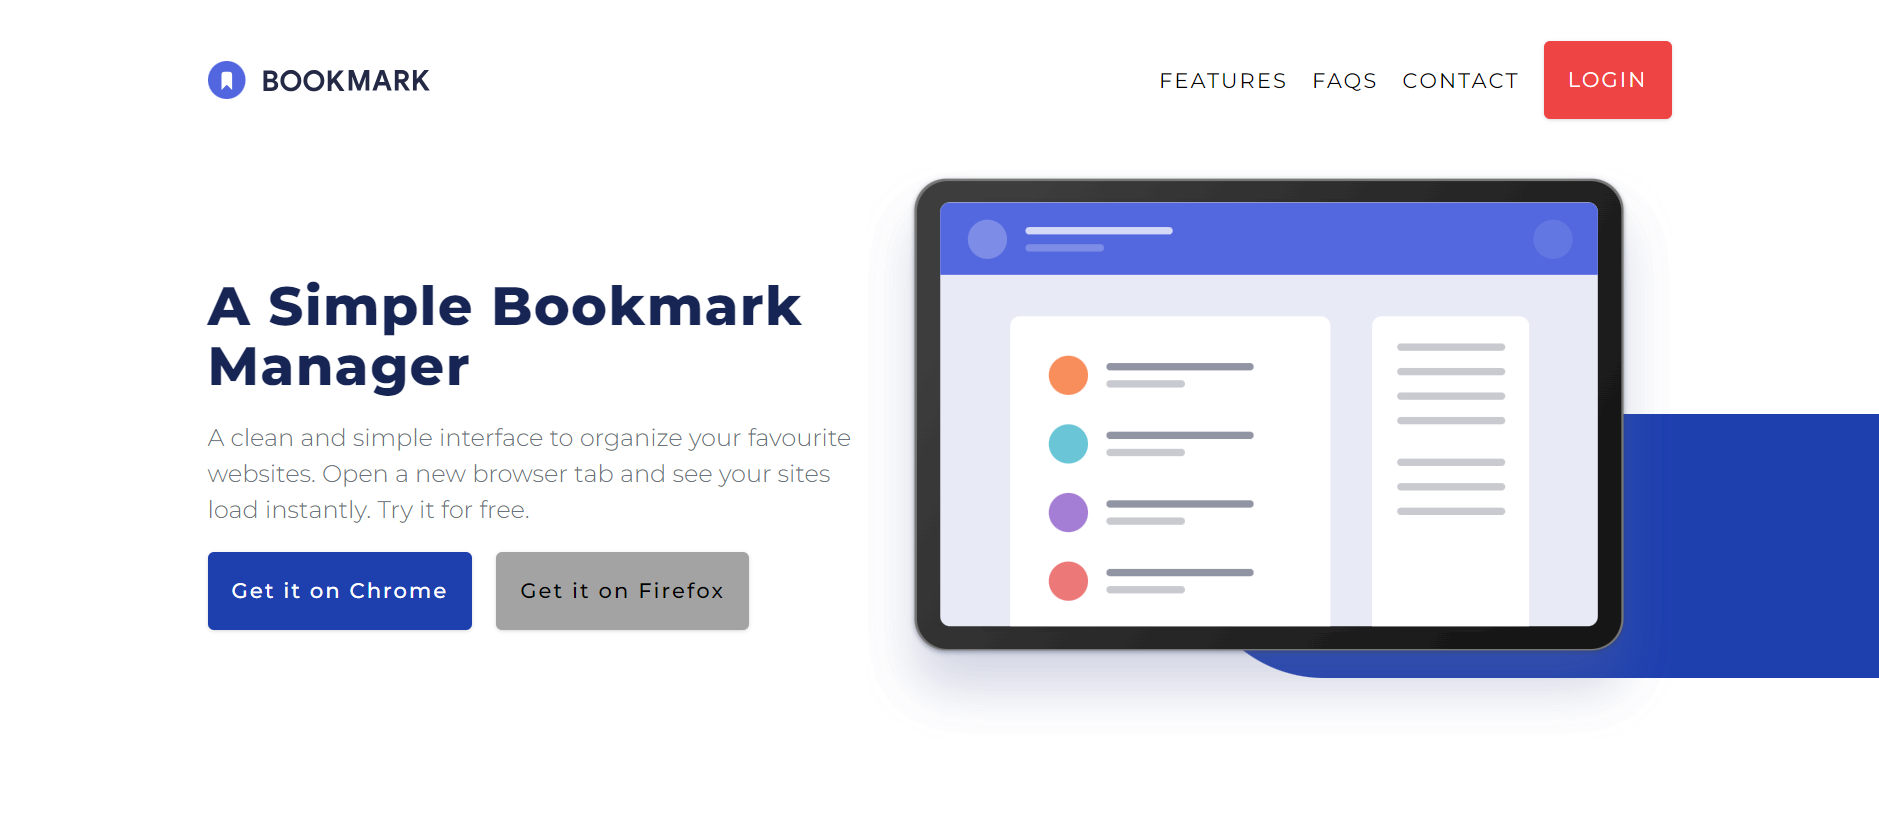 BOOKMARK
FEATURES FAQS CONTACT LOGIN
A Simple Bookmark
Manager
A clean and simple interface to organize your favourite
websites. Open a new browser tab and see your sites
load instantly. Try it for free.
Get it on Chrome
Get it on Firefox